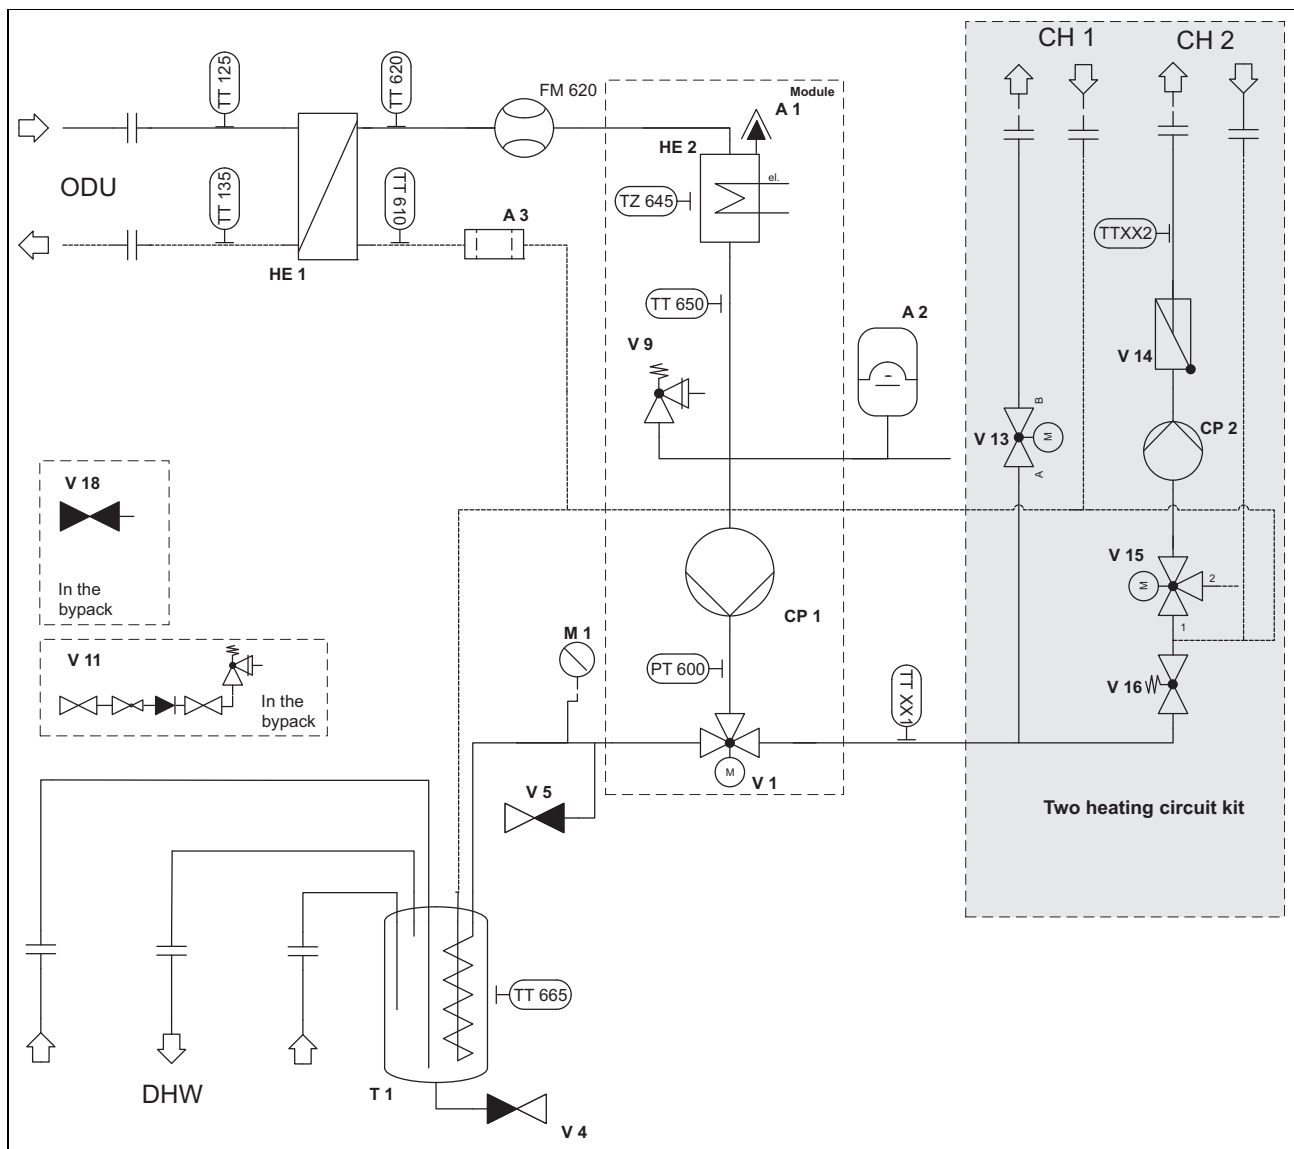 CH 1
CH 2
TT 125
TT 620
FM 620
Module
A 1
HE 2
el.
ODU
TT 135
TT 610
A 3
TZ 645
HE 1
TTXX2
TT 650
A 2
V 9
V 14
B
V 13
M
CP 2
A
V 18
In the
bypack
V 15
M
2
1
CP 1
M 1
V 11
In the
bypack
PT 600
TT XX1
V 16
M
V 1
V 5
Two heating circuit kit
TT 665
DHW
T 1
V 4